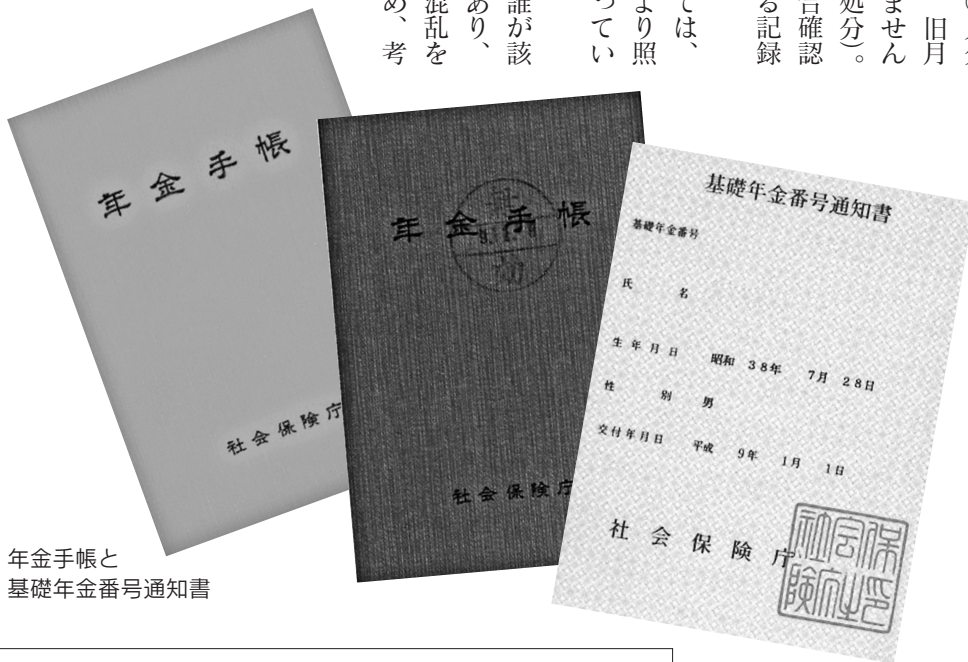 旧月
ません
処分)。
告確認
る記録
ては、
より照
ってい
誰が該
あり、
混乱を
め、考
年金手帳
社会保険庁
年金手帳
社会保険庁
基礎年金番号通知書
基礎年金番号
氏 名
生年月日 昭和 38年 7月 28日
性 別 男
交付年月日 平成 9年 1月 1日
社会保険庁
年金手帳と
基礎年金番号通知書